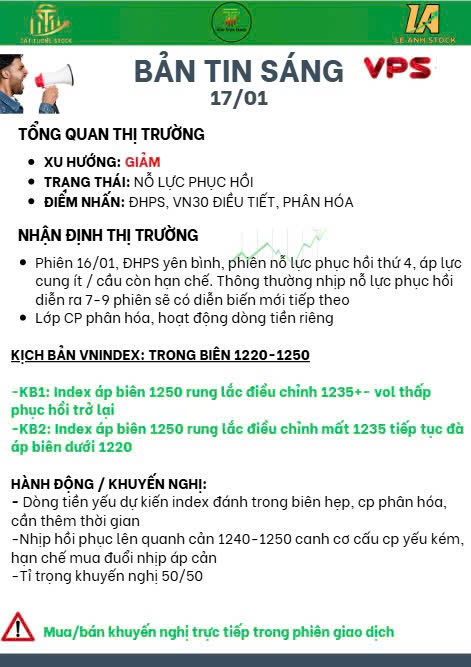 TAT TUONG STOCK
LE ANH STOCK
BẢN TIN SÁNG
VPS
17/01
TỔNG QUAN THỊ TRƯỜNG
• XU HƯỚNG: GIẢM
• TRẠNG THÁI: NỖ LỰC PHỤC HỒI
• ĐIỂM NHẤN: ĐHPS, VN30 ĐIỀU TIẾT, PHÂN HÓA
NHẬN ĐỊNH THỊ TRƯỜNG
• Phiên 16/01, ĐHPS yên bình, phiên nỗ lực phục hồi thứ 4, áp lực
cung ít / cầu còn hạn chế. Thông thường nhịp nỗ lực phục hồi
diễn ra 7-9 phiên sẽ có diễn biến mới tiếp theo
• Lớp CP phân hóa, hoạt động dòng tiền riêng
KỊCH BẢN VNINDEX: TRONG BIÊN 1220-1250
-KB1: Index áp biên 1250 rung lắc điều chỉnh 1235+- vol thấp
phục hồi trở lại
-KB2: Index áp biên 1250 rung lắc điều chỉnh mất 1235 tiếp tục đà
áp biên dưới 1220
HÀNH ĐỘNG / KHUYẾN NGHỊ:
- Dòng tiền yếu dự kiến index đánh trong biên hẹp, cp phân hóa,
cần thêm thời gian
-Nhịp hồi phục lên quanh cản 1240-1250 canh cơ cấu cp yếu kém,
hạn chế mua đuổi nhịp áp cản
-Tỉ trọng khuyến nghị 50/50
Mua/bán khuyến nghị trực tiếp trong phiên giao dịch